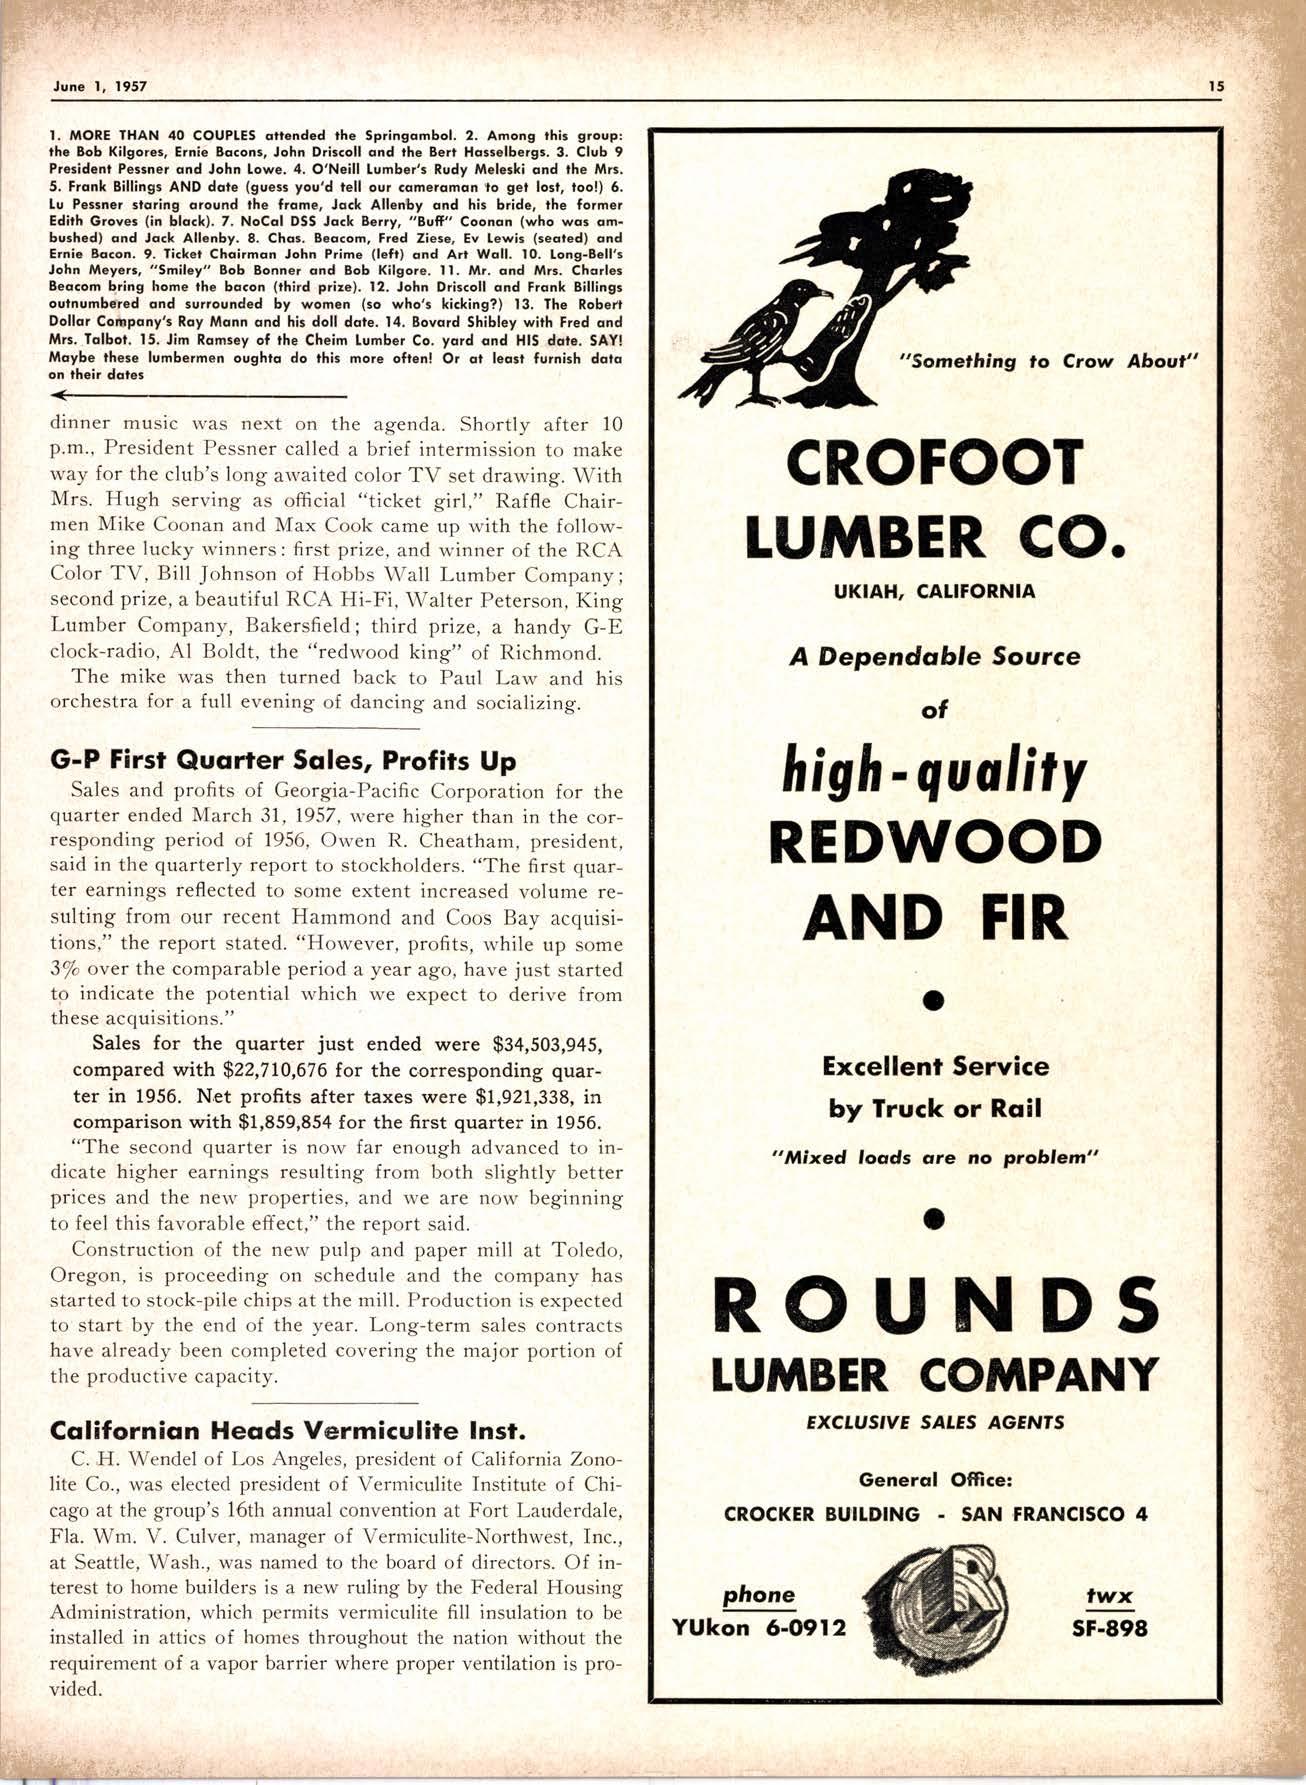 June 1, 1957
15
1. MORE THAN 40 COUPLES attended the Springambol. 2. Among this group:
the Bob Kilgores, Ernie Bacons, John Driscoll and the Bert Hasselbergs. 3. Club 9
President Pessner and John Lowe. 4. O'Neill Lumber's Rudy Meleski and the Mrs.
5. Frank Billings AND date (guess you'd tell our cameraman to get lost, too!) 6.
Lu Pessner staring around the frame, Jack Allenby and his bride, the former
Edith Groves (in black). 7. NoCal DSS Jack Berry, "Buff" Coonan (who was am-
bushed) and Jack Allenby. 8. Chas. Beacom, Fred Ziese, Ev Lewis (seated) and
Ernie Bacon. 9. Ticket Chairman John Prime (left) and Art Wall. 10. Long-Bell's
John Meyers, "Smiley" Bob Bonner and Bob Kilgore. 11. Mr. and Mrs. Charles
Beacom bring home the bacon (third prize). 12. John Driscoll and Frank Billings
outnumbered and surrounded by women (so who's kicking?) 13. The Robert
Dollar Company's Ray Mann and his doll date. 14. Bovard Shibley with Fred and
Mrs. Talbot. 15. Jim Ramsey of the Cheim Lumber Co. yard and HIS date. SAY!
Maybe these lumbermen oughta do this more often! Or at least furnish data
on their dates
dinner music was next on the agenda. Shortly after 10
p.m., President Pessner called a brief intermission to make
way for the club's long awaited color TV set drawing. With
Mrs. Hugh serving as official "ticket girl," Raffle Chair-
men Mike Coonan and Max Cook came up with the follow-
ing three lucky winners: first prize, and winner of the RCA
Color TV, Bill Johnson of Hobbs Wall Lumber Company;
second prize, a beautiful RCA Hi-Fi, Walter Peterson, King
Lumber Company, Bakersfield; third prize, a handy G-E
clock-radio, Al Boldt, the "redwood king" of Richmond.
The mike was then turned back to Paul Law and his
orchestra for a full evening of dancing and socializing.
G-P First Quarter Sales, Profits Up
Sales and profits of Georgia-Pacific Corporation for the
quarter ended March 31, 1957, were higher than in the cor-
responding period of 1956, Owen R. Cheatham, president,
said in the quarterly report to stockholders. "The first quar-
ter earnings reflected to some extent increased volume re-
sulting from our recent Hammond and Coos Bay acquisi-
tions," the report stated. "However, profits, while up some
3% over the comparable period a year ago, have just started
to indicate the potential which we expect to derive from
these acquisitions."
Sales for the quarter just ended were $34,503,945,
compared with $22,710,676 for the corresponding quar-
ter in 1956. Net profits after taxes were $1,921,338, in
comparison with $1,859,854 for the first quarter in 1956.
"The second quarter is now far enough advanced to in-
dicate higher earnings resulting from both slightly better
prices and the new properties, and we are now beginning
to feel this favorable effect," the report said.
Construction of the new pulp and paper mill at Toledo,
Oregon, is proceeding on schedule and the company has
started to stock-pile chips at the mill. Production is expected
to start by the end of the year. Long-term sales contracts
have already been completed covering the major portion of
the productive capacity.
Californian Heads Vermiculite Inst.
C. H. Wendel of Los Angeles, president of California Zono-
lite Co., was elected president of Vermiculite Institute of Chi-
cago at the group's 16th annual convention at Fort Lauderdale,
Fla. Wm. V. Culver, manager of Vermiculite-Northwest, Inc.,
at Seattle, Wash., was named to the board of directors. Of in-
terest to home builders is a new ruling by the Federal Housing
Administration, which permits vermiculite fill insulation to be
installed in attics of homes throughout the nation without the
requirement of a vapor barrier where proper ventilation is pro-
vided.
"Something to Crow About"
CROFOOT
LUMBER CO.
UKIAH, CALIFORNIA
A Dependable Source
of
high-quality
REDWOOD
AND FIR
Excellent Service
by Truck or Rail
"Mixed loads are no problem"
ROUNDS
LUMBER COMPANY
EXCLUSIVE SALES AGENTS
General Office:
CROCKER BUILDING - SAN FRANCISCO 4
phone
YUkon 6-0912
LR
twx
SF-898